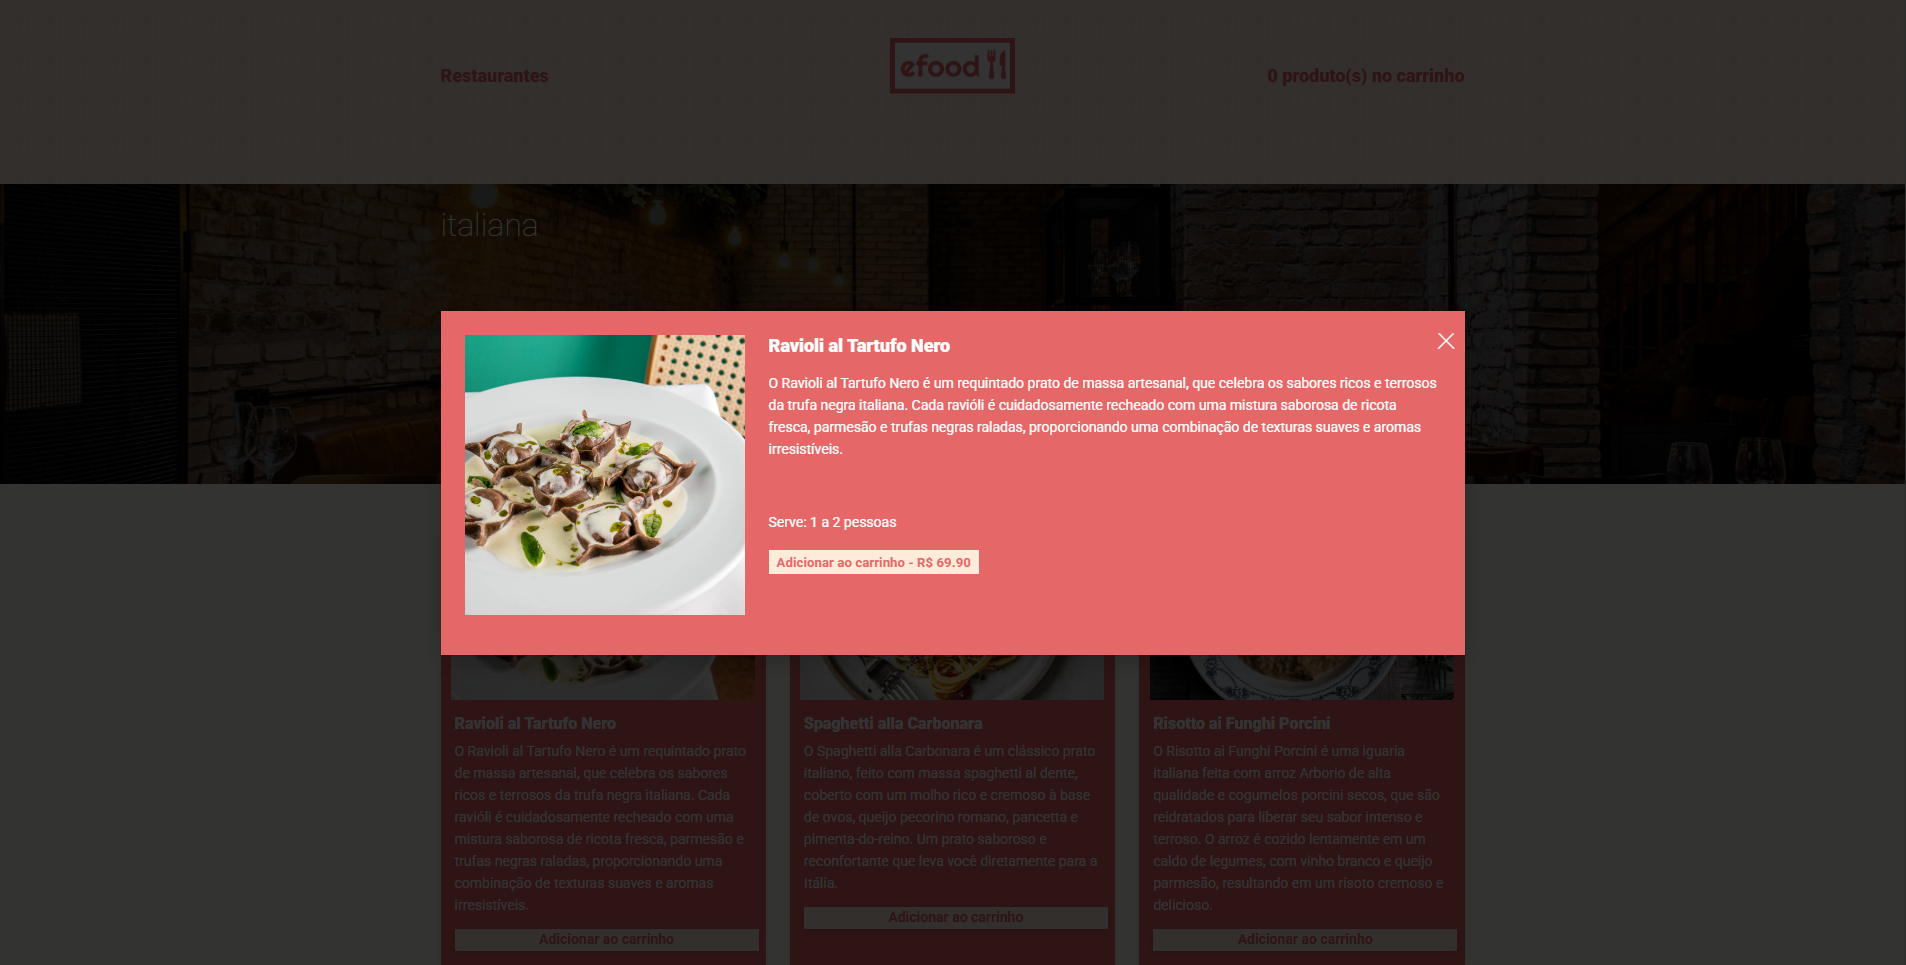 Restaurantes
efood
0 produto(s) no carrinho
italiana
Ravioli al Tartufo Nero
O Ravioli al Tartufo Nero é um requintado prato de massa artesanal, que celebra os sabores ricos e terrosos
da trufa negra italiana. Cada ravióli é cuidadosamente recheado com uma mistura saborosa de ricota
fresca, parmesão e trufas negras raladas, proporcionando uma combinação de texturas suaves e aromas
irresistíveis.
Serve: 1 a 2 pessoas
Adicionar ao carrinho - R$ 69.90
Ravioli al Tartufo Nero
O Ravioli al Tartufo Nero é um requintado prato
de massa artesanal, que celebra os sabores
ricos e terrosos da trufa negra italiana. Cada
ravióli é cuidadosamente recheado com uma
mistura saborosa de ricota fresca, parmesão e
trufas negras raladas, proporcionando uma
combinação de texturas suaves e aromas
irresistíveis.
Adicionar ao carrinho
Spaghetti alla Carbonara
O Spaghetti alla Carbonara é um clássico prato
italiano, feito com massa spaghetti al dente,
coberto com um molho rico e cremoso à base
de ovos, queijo pecorino romano, pancetta e
pimenta-do-reino. Um prato saboroso e
reconfortante que leva você diretamente para a
Itália.
Adicionar ao carrinho
Risotto ai Funghi Porcini
O Risotto ai Funghi Porcini é uma iguaria
italiana feita com arroz Arborio de alta
qualidade e cogumelos porcini secos, que são
reidratados para liberar seu sabor intenso e
terroso. O arroz é cozido lentamente em um
caldo de legumes, com vinho branco e queijo
parmesão, resultando em um risoto cremoso e
delicioso.
Adicionar ao carrinho